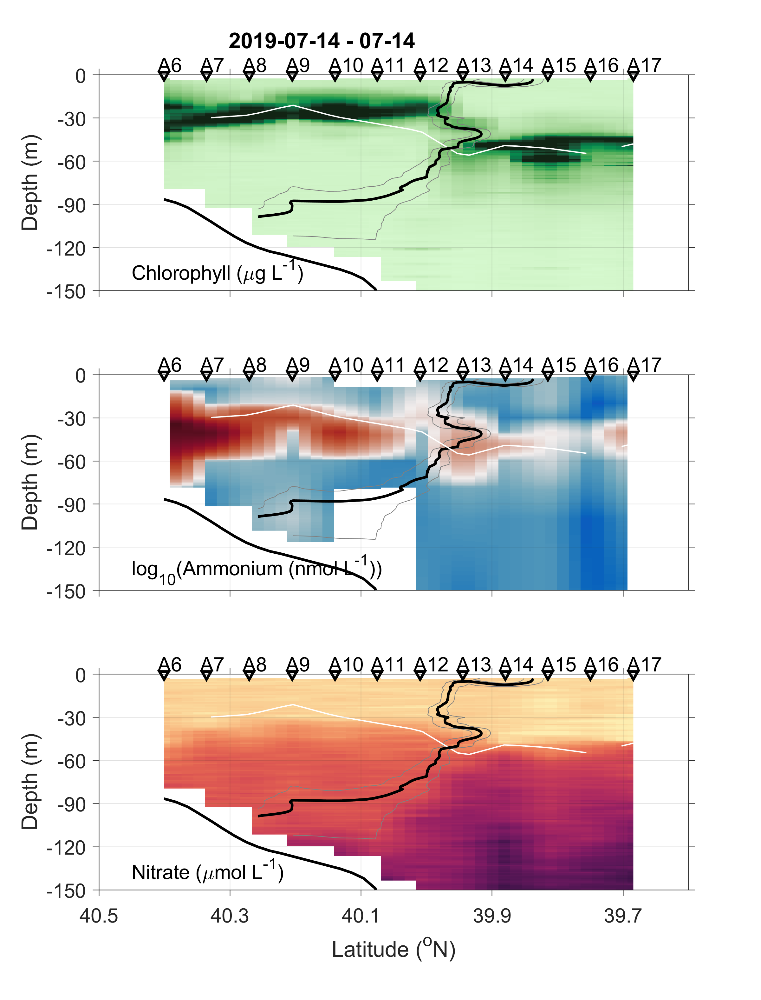 2019-07-14 - 07-14
A6 A7 A8 A9 A10 A11 A12 A13 A14 A15 A16 A17
0
-30
-60
-90
-120
-150
Depth (m)
Chlorophyll (μg L⁻¹)
A6 A7 A8 A9 A10 A11 A12 A13 A14 A15 A16 A17
0
-30
-60
-90
-120
-150
Depth (m)
log₁₀(Ammonium (nmol L⁻¹))
A6 A7 A8 A9 A10 A11 A12 A13 A14 A15 A16 A17
0
-30
-60
-90
-120
-150
Depth (m)
Nitrate (μmol L⁻¹)
40.5 40.3 40.1 39.9 39.7
Latitude (°N)